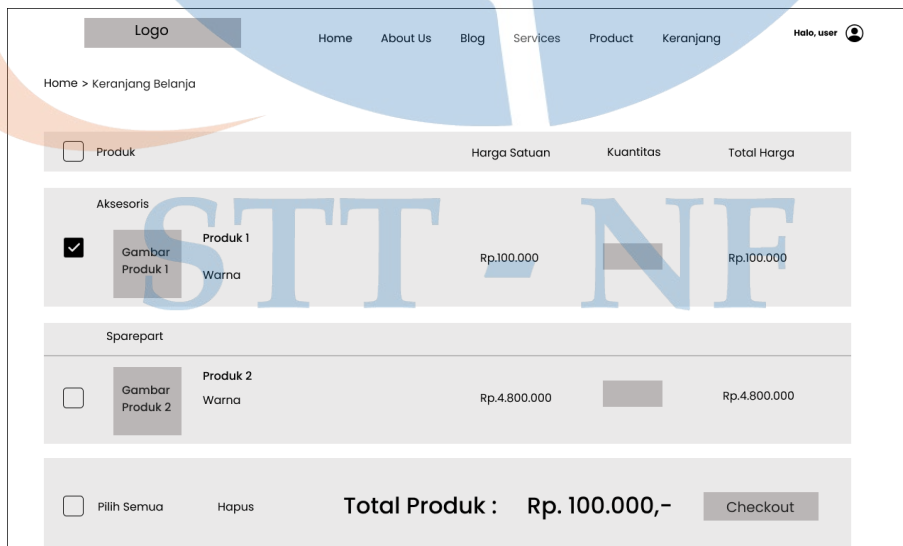 Logo
Home About Us Blog Services Product Keranjang
Halo, user
Home > Keranjang Belanja
Produk Harga Satuan Kuantitas Total Harga
Aksesoris
Gambar Produk 1
Produk 1
Warna
Rp.100.000 Rp.100.000
STT - NF
Sparepart
Gambar Produk 2
Produk 2
Warna
Rp.4.800.000 Rp.4.800.000
Pilih Semua Hapus Total Produk : Rp. 100.000,- Checkout